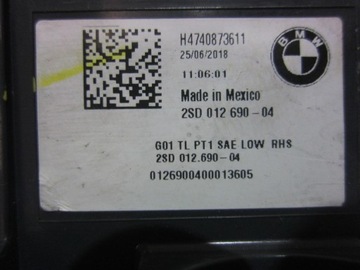 H4740873611
25/06/2018
11:06:01
BMW
Made in Mexico
2SD 012 690-04
G01 TL PT1 SAE LOW RHS
2SD 012.690-04
0126900400013605